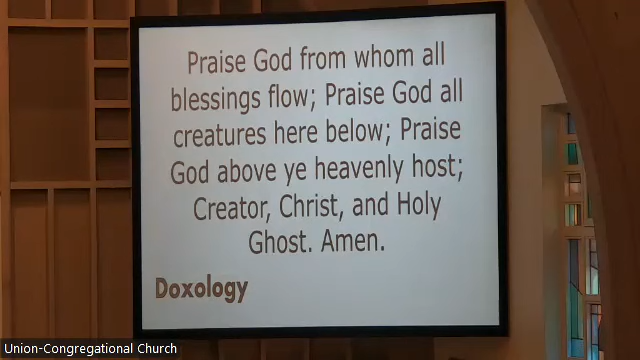 Praise God from whom all
blessings flow; Praise God all
creatures here below; Praise
God above ye heavenly host;
Creator, Christ, and Holy
Ghost. Amen.
Doxology
Union-Congregational Church